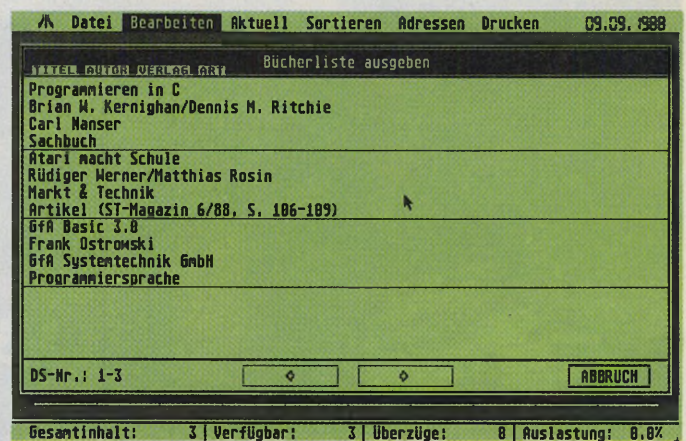 Datei Bearbeiten Aktuell Sortieren Adressen Drucken 09.09.1988
Bücherliste ausgeben
TITEL AUTOR VERLAG ART
Programmieren in C
Brian W. Kernighan/Dennis M. Ritchie
Carl Hanser
Sachbuch
Atari macht Schule
Rüdiger Werner/Matthias Rosin
Markt & Technik
Artikel (ST-Magazin 6/88, S. 106-109)
GfA Basic 3.0
Frank Ostrowski
GfA Systemtechnik GmbH
Programmiersprache
DS-Nr.: 1-3 ABBRUCH
Gesamtinhalt: 3 | Verfügbar: 3 | Überzüge: 0 | Auslastung: 0.0%